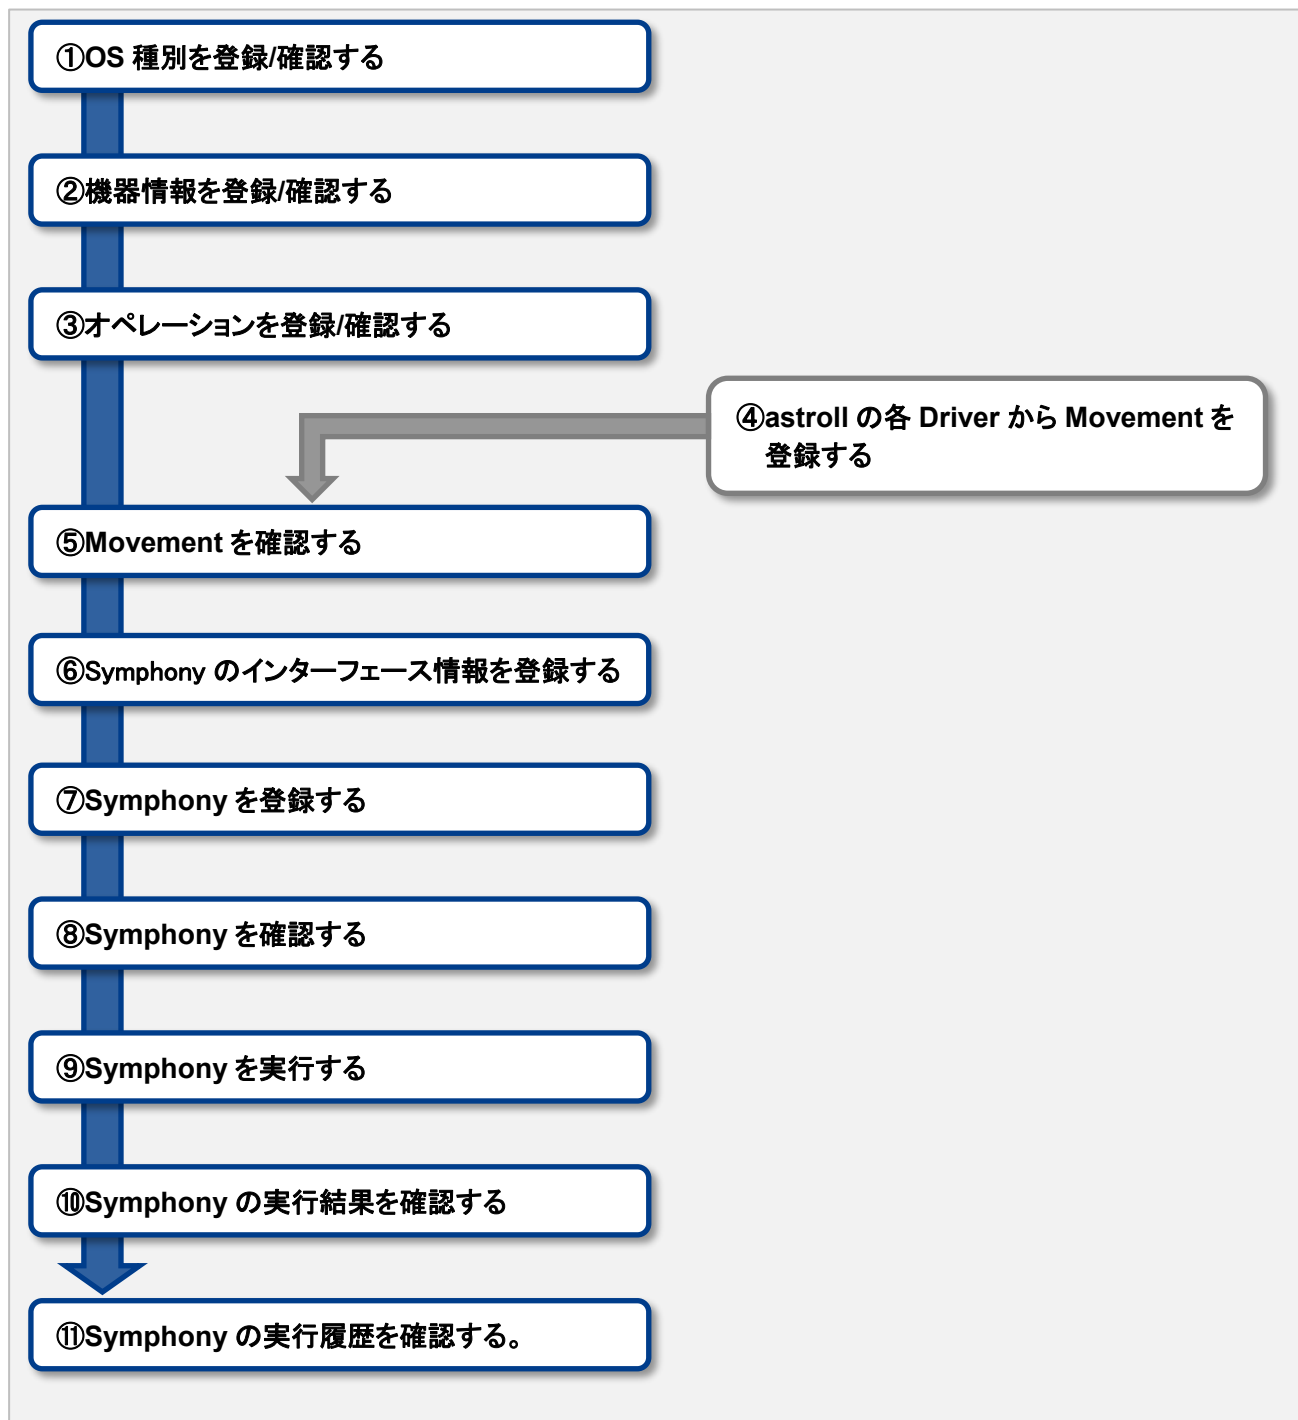 ①OS 種別を登録/確認する
②機器情報を登録/確認する
③オペレーションを登録/確認する
④astroll の各 Driver から Movement を
登録する
⑤Movement を確認する
⑥Symphony のインターフェース情報を登録する
⑦Symphony を登録する
⑧Symphony を確認する
⑨Symphony を実行する
⑩Symphony の実行結果を確認する
⑪Symphony の実行履歴を確認する。